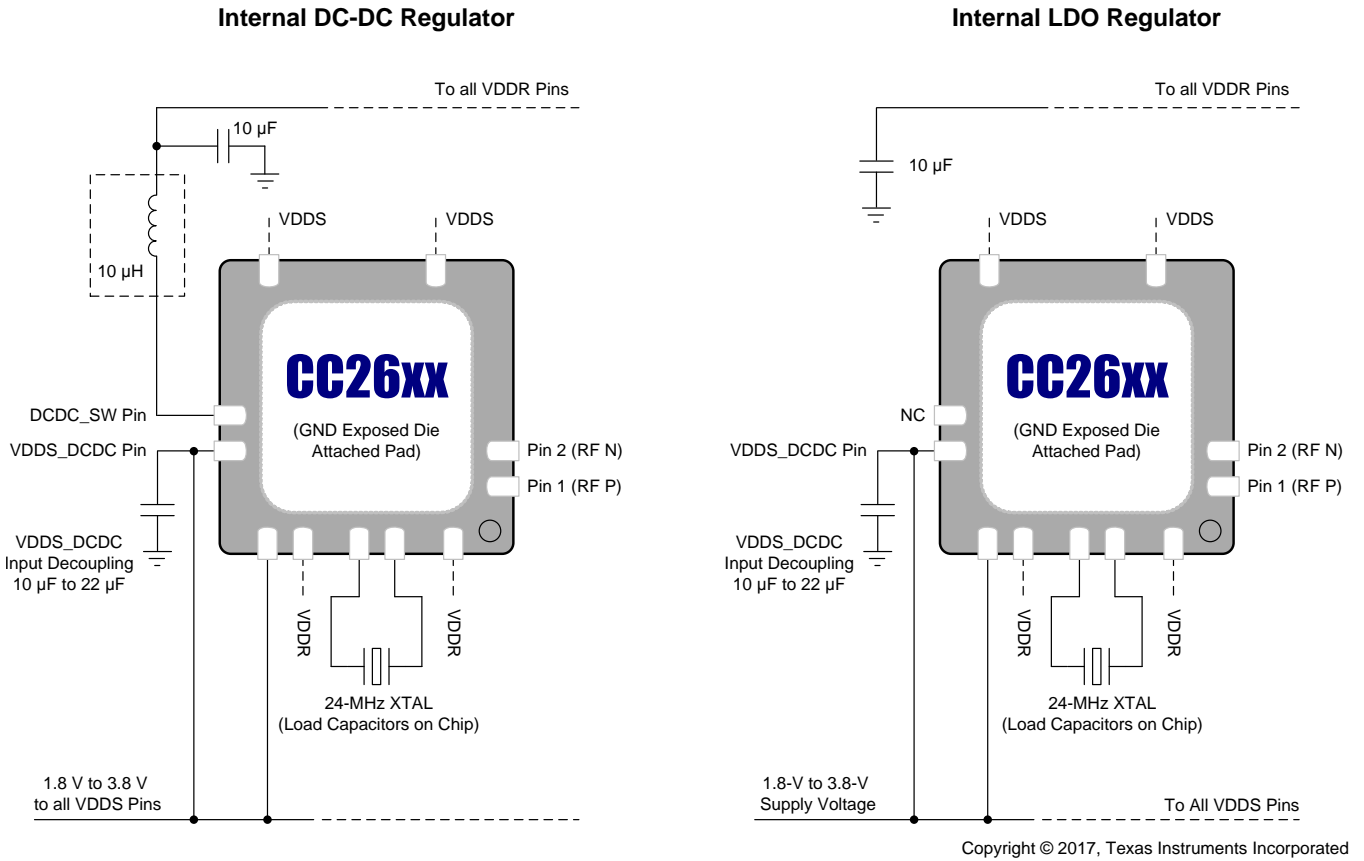 Internal DC-DC Regulator
To all VDDR Pins
10 µF
10 µH
VDDS
VDDS
CC26xx
(GND Exposed Die
Attached Pad)
DCDC_SW Pin
VDDS_DCDC Pin
Pin 2 (RF N)
Pin 1 (RF P)
VDDS_DCDC
Input Decoupling
10 µF to 22 µF
VDDR
VDDR
24-MHz XTAL
(Load Capacitors on Chip)
1.8 V to 3.8 V
to all VDDS Pins
Internal LDO Regulator
To all VDDR Pins
10 µF
VDDS
VDDS
CC26xx
(GND Exposed Die
Attached Pad)
NC
VDDS_DCDC Pin
Pin 2 (RF N)
Pin 1 (RF P)
VDDS_DCDC
Input Decoupling
10 µF to 22 µF
VDDR
VDDR
24-MHz XTAL
(Load Capacitors on Chip)
1.8-V to 3.8-V
Supply Voltage
To All VDDS Pins
Copyright © 2017, Texas Instruments Incorporated